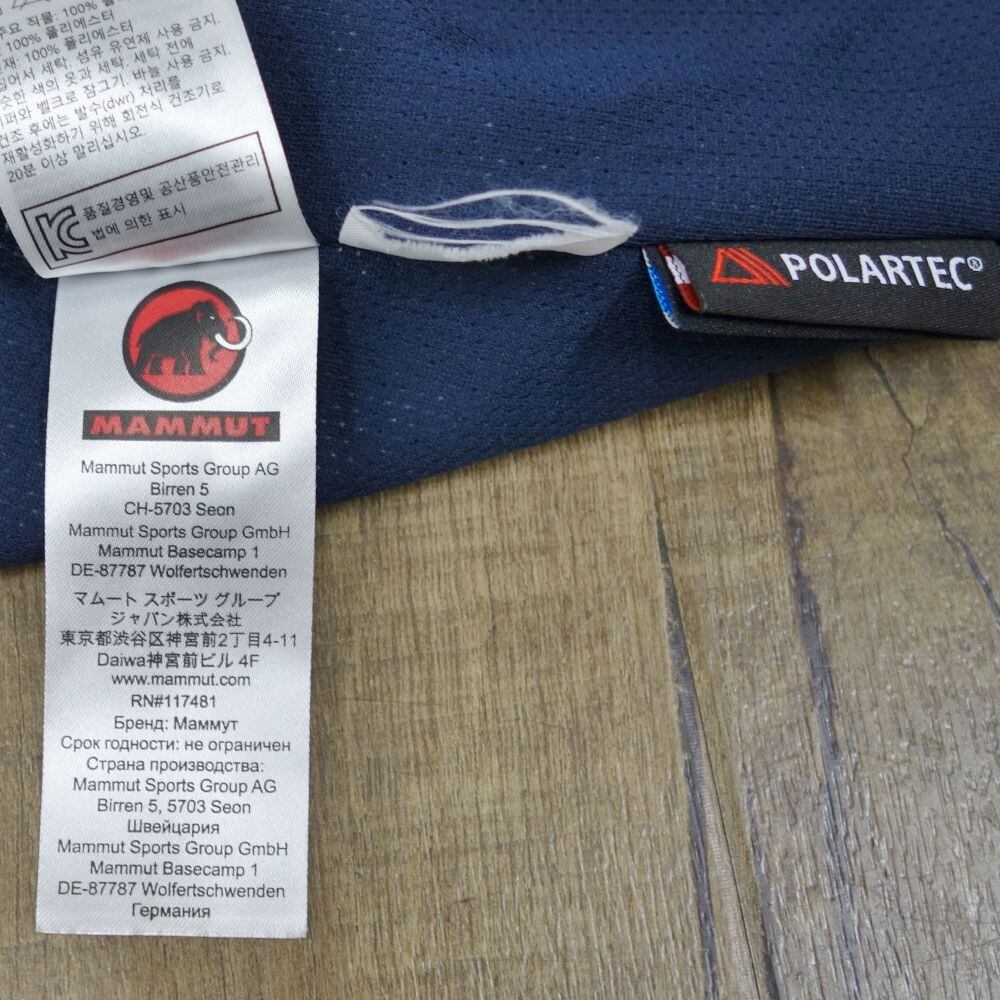 주요 직물: 100% 폴리에스터
100% 폴리에스터
100% 폴리에스터
세탁, 섬유 유연제 사용 금지.
슷한 색의 옷과 세탁, 세탁 전에
퍼와 벨크로 잠그기, 바늘 사용 금지.
건조 후에는 발수(dwr) 처리를
재활성화하기 위해 회전식 건조기로
20분 이상 말리십시오.
품질경영및 공산품안전관리
법에 의한 표시
POLARTEC®
MAMMUT
Mammut Sports Group AG
Birren 5
CH-5703 Seon
Mammut Sports Group GmbH
Mammut Basecamp 1
DE-87787 Wolfertschwenden
マムート スポーツ グループ
ジャパン株式会社
東京都渋谷区神宮前2丁目4-11
Daiwa神宮前ビル 4F
www.mammut.com
RN#117481
Бренд: Маммут
Срок годности: не ограничен
Страна производства:
Mammut Sports Group AG
Birren 5, 5703 Seon
Швейцария
Mammut Sports Group GmbH
Mammut Basecamp 1
DE-87787 Wolfertschwenden
Германия